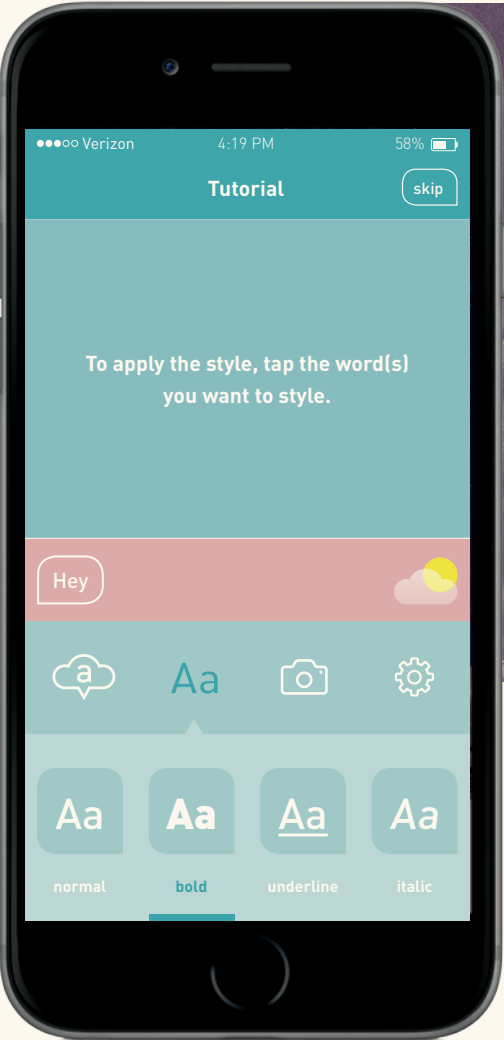 Verizon 4:19 PM 58%
Tutorial skip
To apply the style, tap the word(s)
you want to style.
Hey
a Aa
Aa Aa Aa Aa
normal bold underline italic